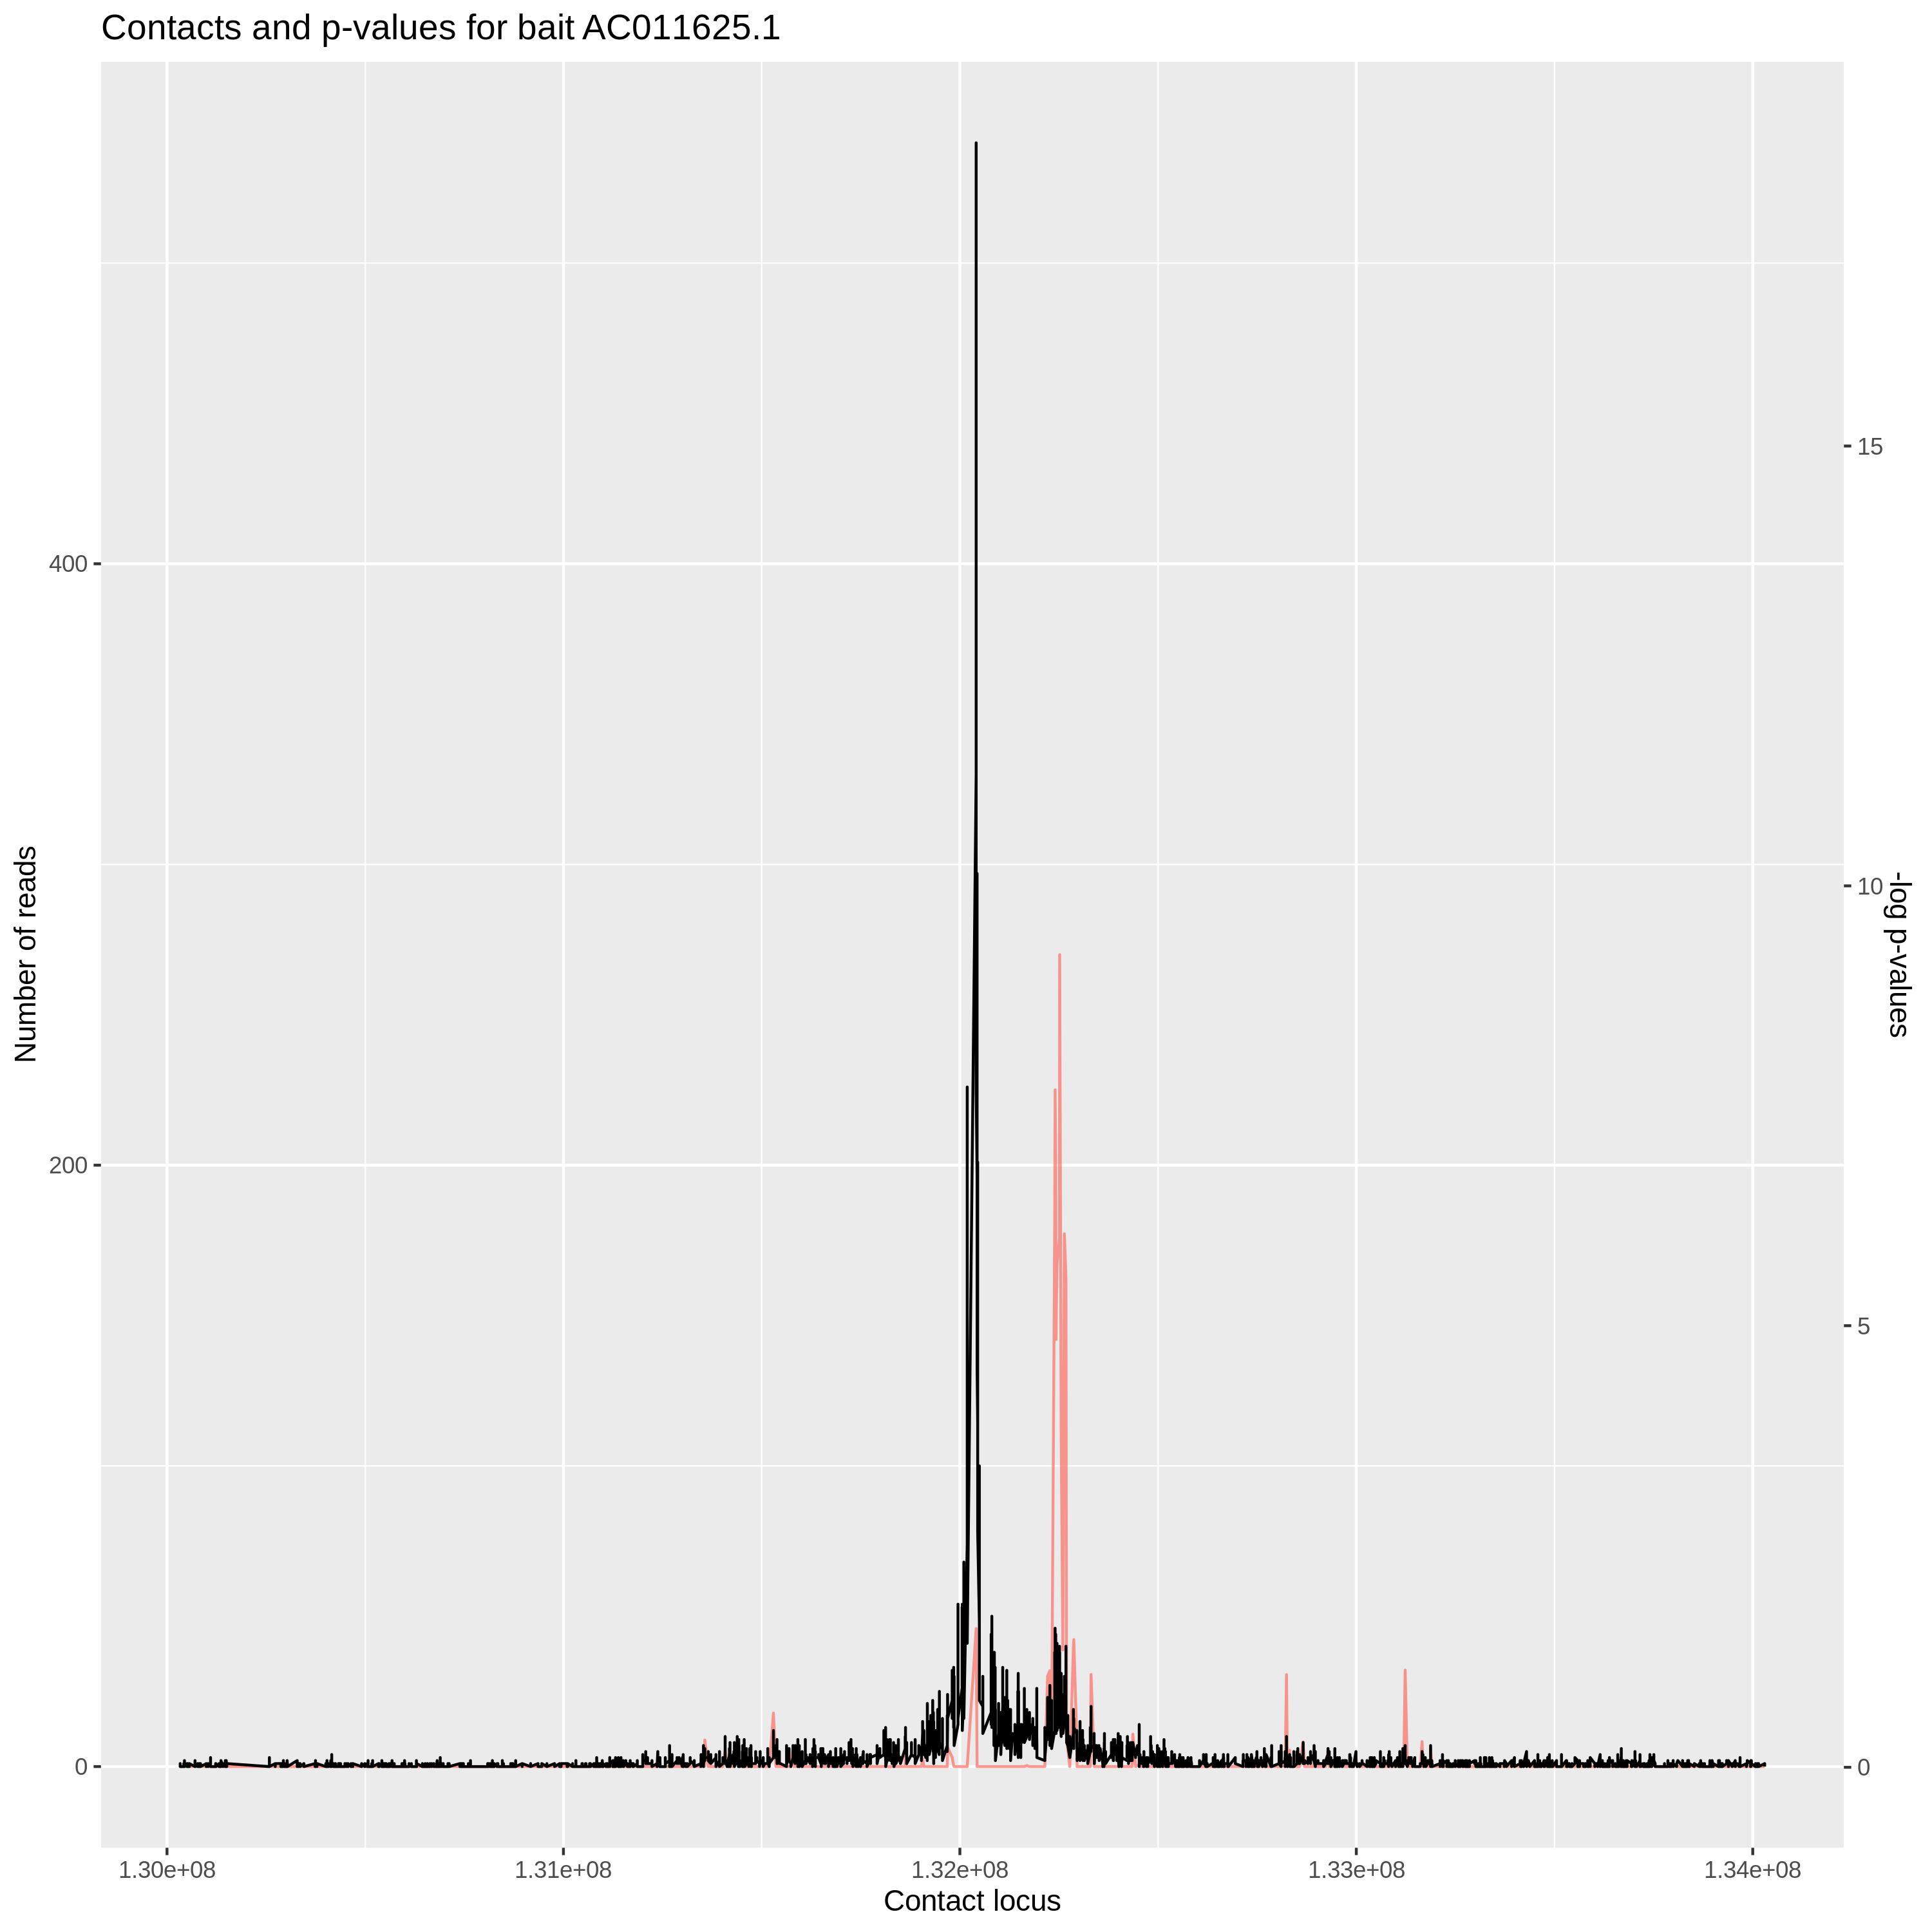 Contacts and p-values for bait AC011625.1
Number of reads
400
200
0
15
10
5
0
-log p-values
1.30e+08
1.31e+08
1.32e+08
1.33e+08
1.34e+08
Contact locus